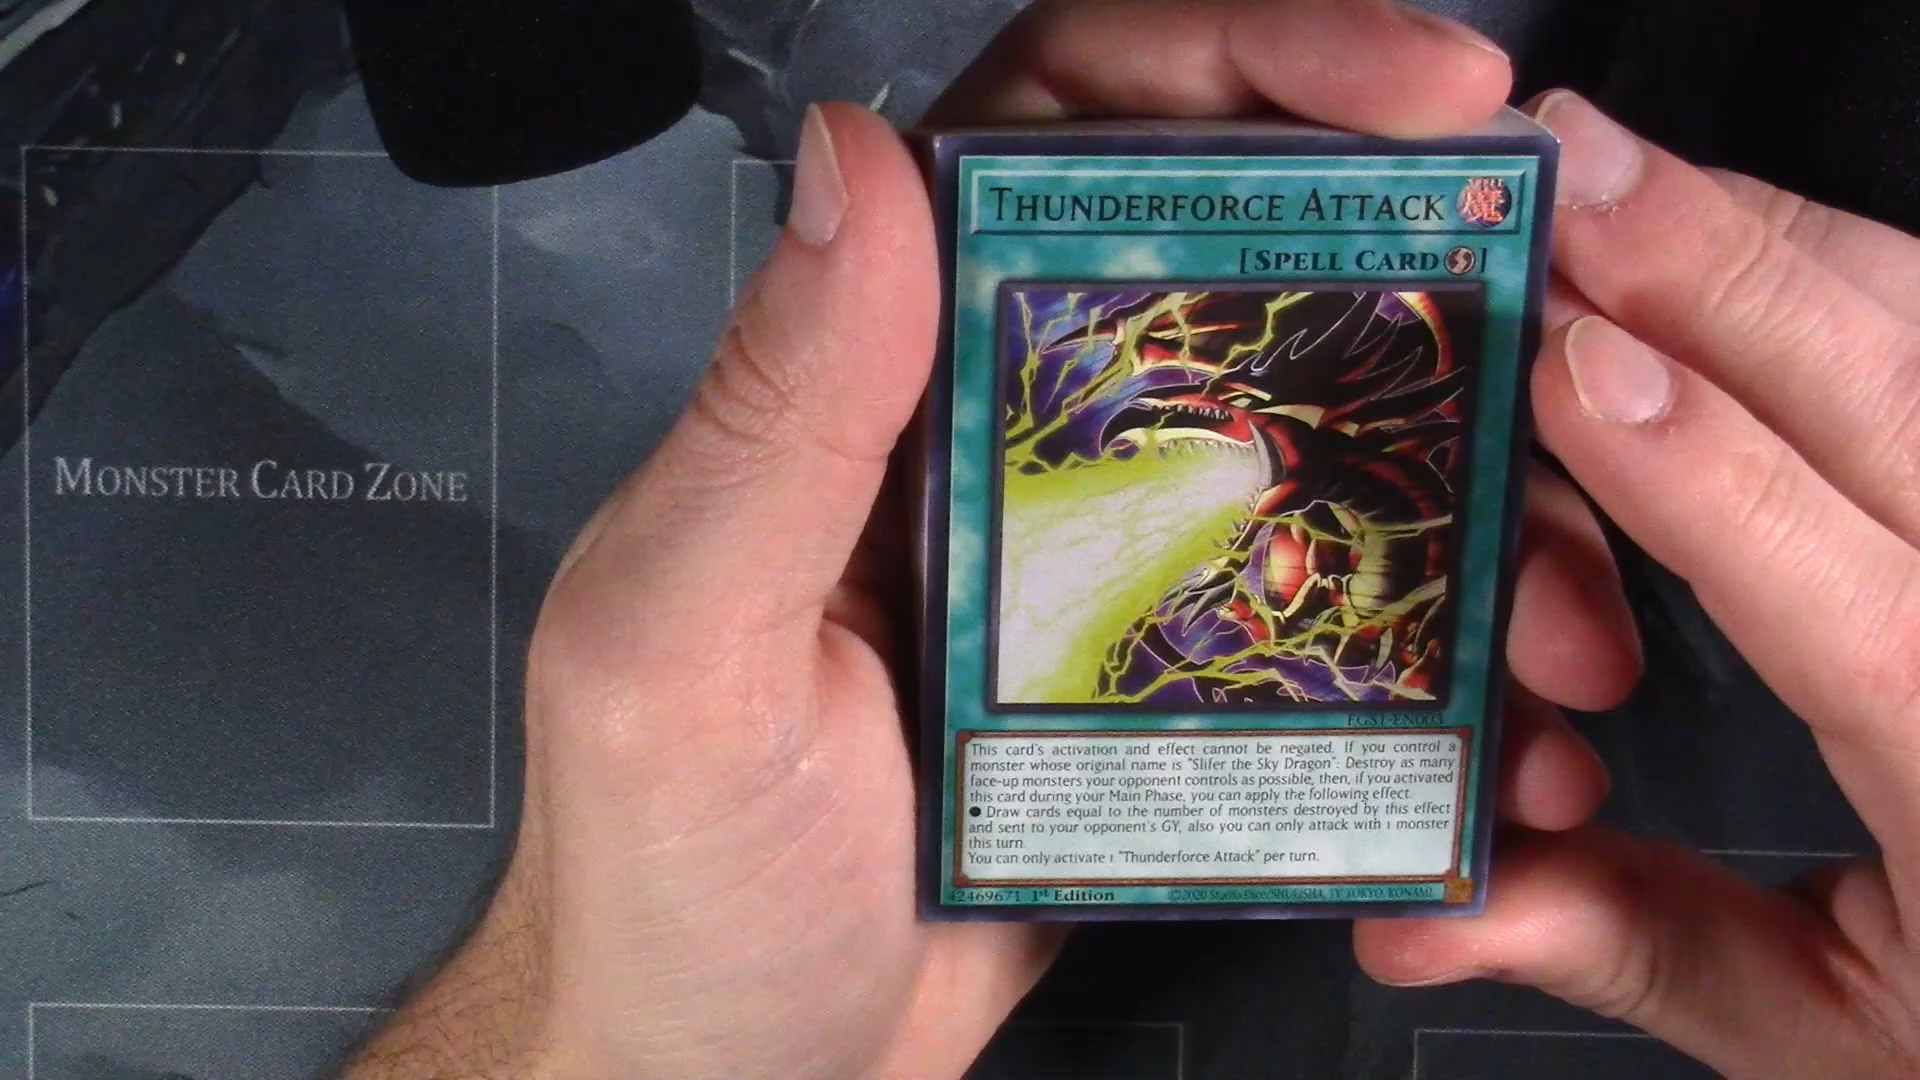 MONSTER CARD ZONE
THUNDERFORCE ATTACK
[SPELL CARD]
EGS1-EN003
This card's activation and effect cannot be negated. If you control a
monster whose original name is "Slifer the Sky Dragon": Destroy as many
face-up monsters your opponent controls as possible, then, if you activated
this card during your Main Phase, you can apply the following effect.
● Draw cards equal to the number of monsters destroyed by this effect
and sent to your opponent's GY, also you can only attack with 1 monster
this turn.
You can only activate 1 "Thunderforce Attack" per turn.
42469671 1st Edition ©2020 Studio Dice/SHUEISHA, TV TOKYO, KONAMI